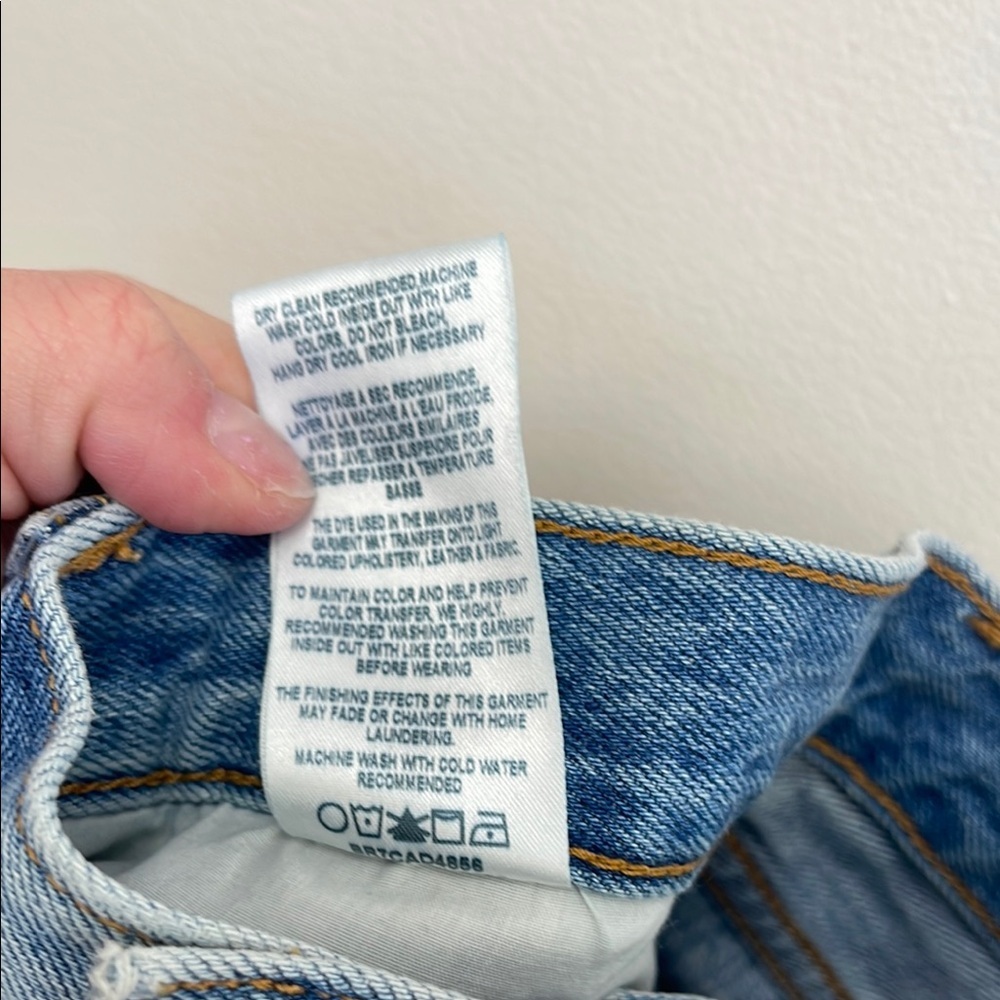 DRY CLEAN RECOMMENDED. MACHINE
WASH COLD INSIDE OUT WITH LIKE
COLORS. DO NOT BLEACH.
HANG DRY COOL IRON IF NECESSARY
NETTOYAGE A SEC RECOMMENDE.
LAVER A LA MACHINE A L'EAU FROIDE
AVEC DES COULEURS SIMILAIRES
PAS JAVELISER SUSPENDRE POUR
REPASSER A TEMPERATURE
BASSE
THE DYE USED IN THE MAKING OF THIS
GARMENT MAY TRANSFER ONTO LIGHT
COLORED UPHOLSTERY, LEATHER & FABRIC.
TO MAINTAIN COLOR AND HELP PREVENT
COLOR TRANSFER, WE HIGHLY
RECOMMENDED WASHING THIS GARMENT
INSIDE OUT WITH LIKE COLORED ITEMS
BEFORE WEARING
THE FINISHING EFFECTS OF THIS GARMENT
MAY FADE OR CHANGE WITH HOME
LAUNDERING.
MACHINE WASH WITH COLD WATER
RECOMMENDED